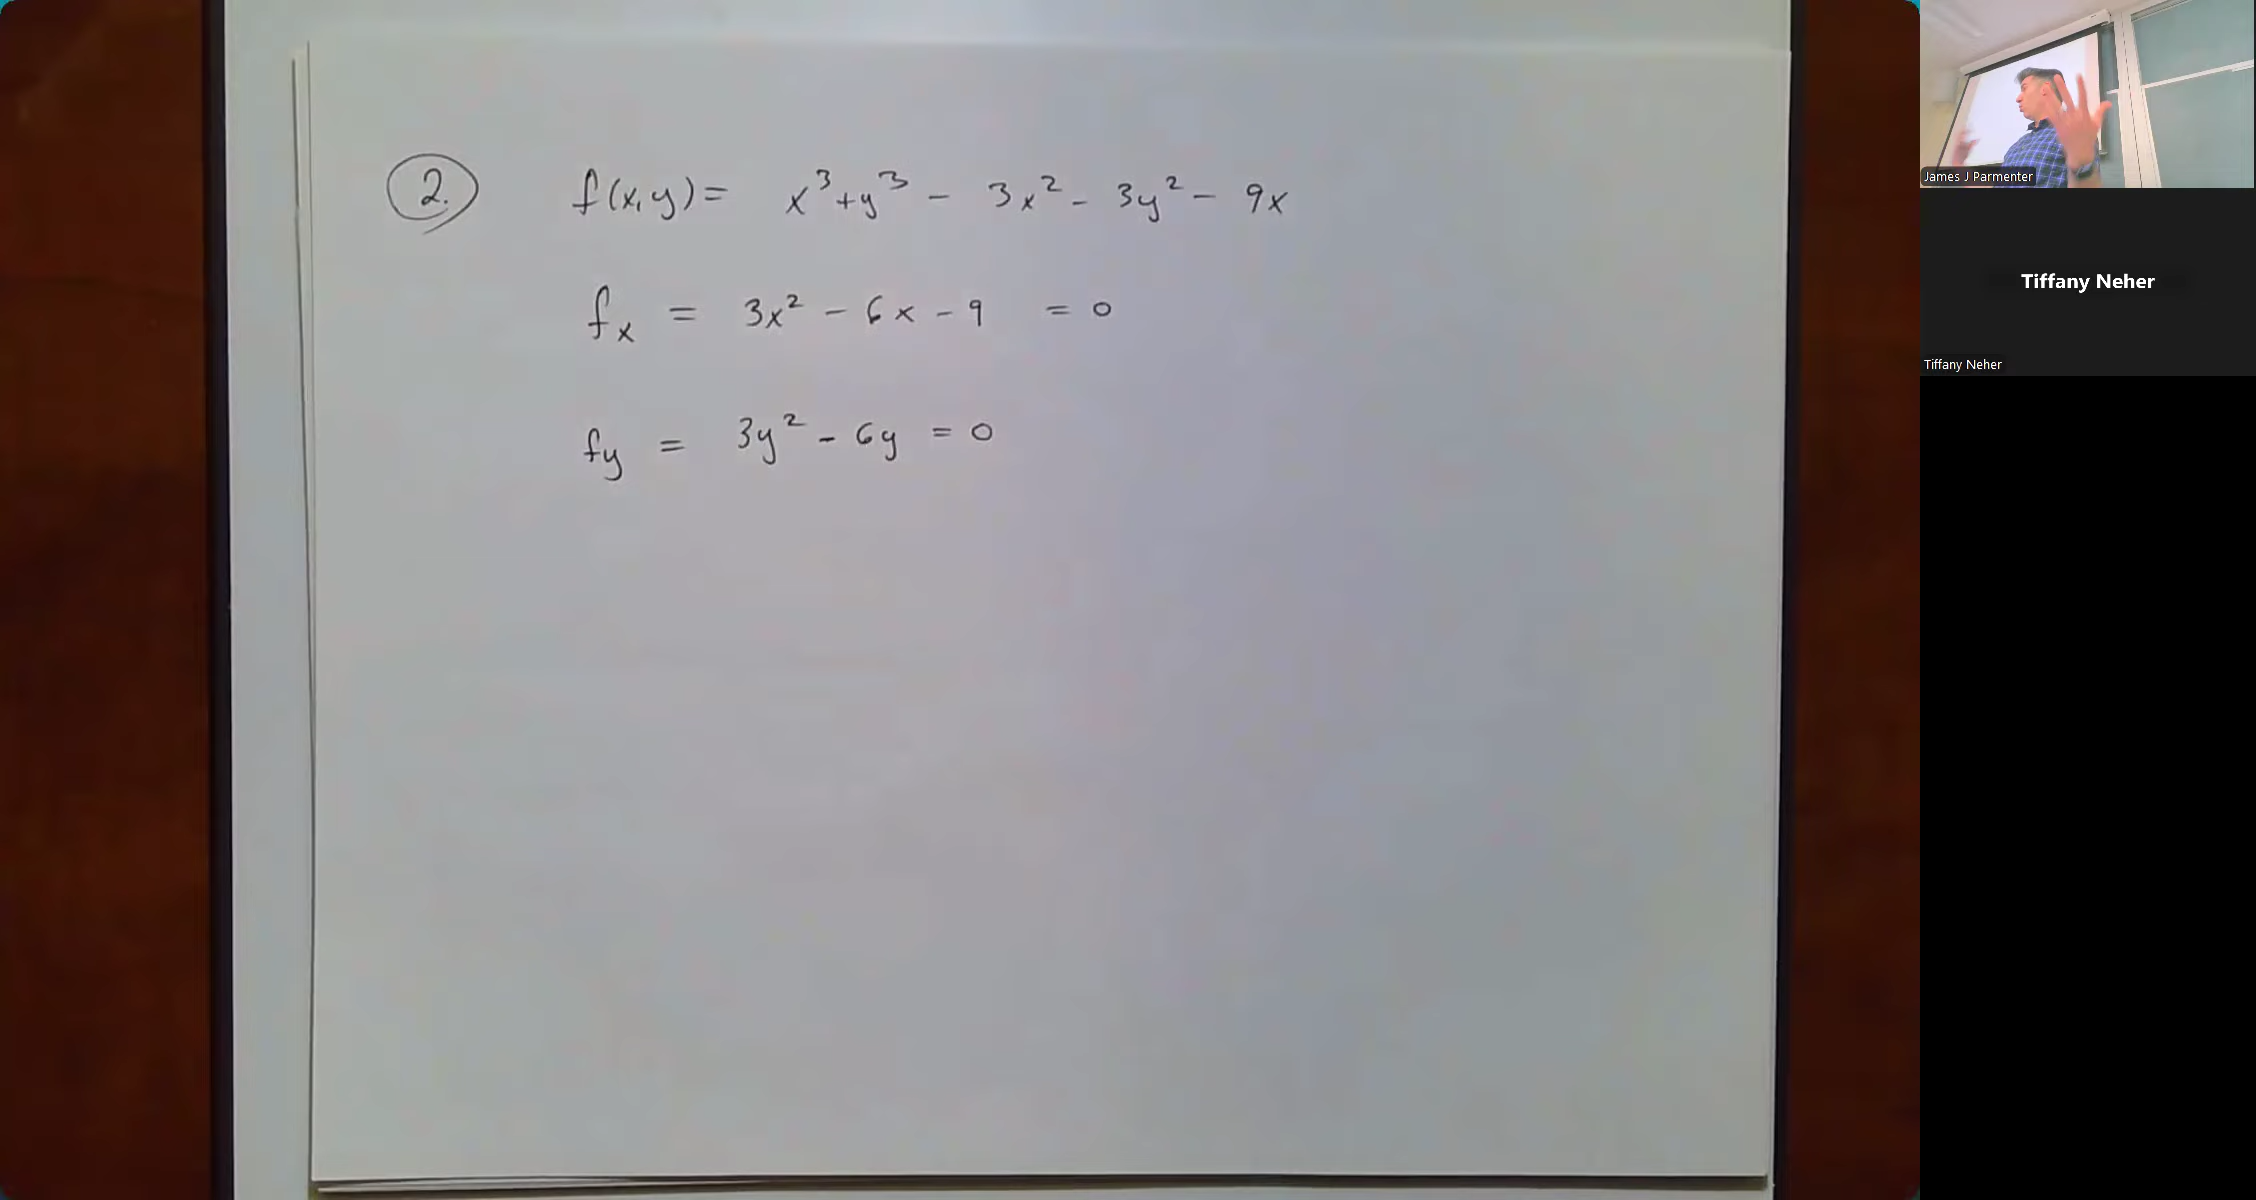 2. f(x,y) = x³+y³ - 3x² - 3y² - 9x
fx = 3x² - 6x - 9 = 0
fy = 3y² - 6y = 0
James J Parmenter
Tiffany Neher
Tiffany Neher